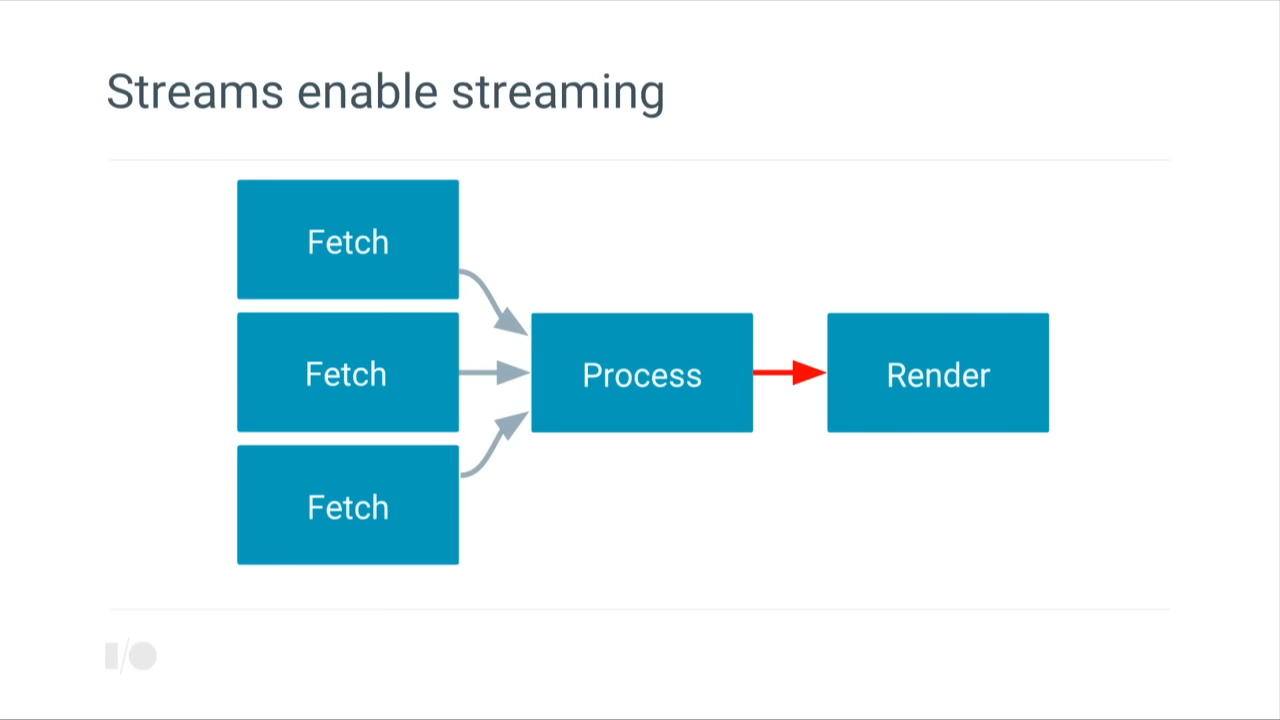 Streams enable streaming
Fetch
Fetch
Process
Render
Fetch
I/O